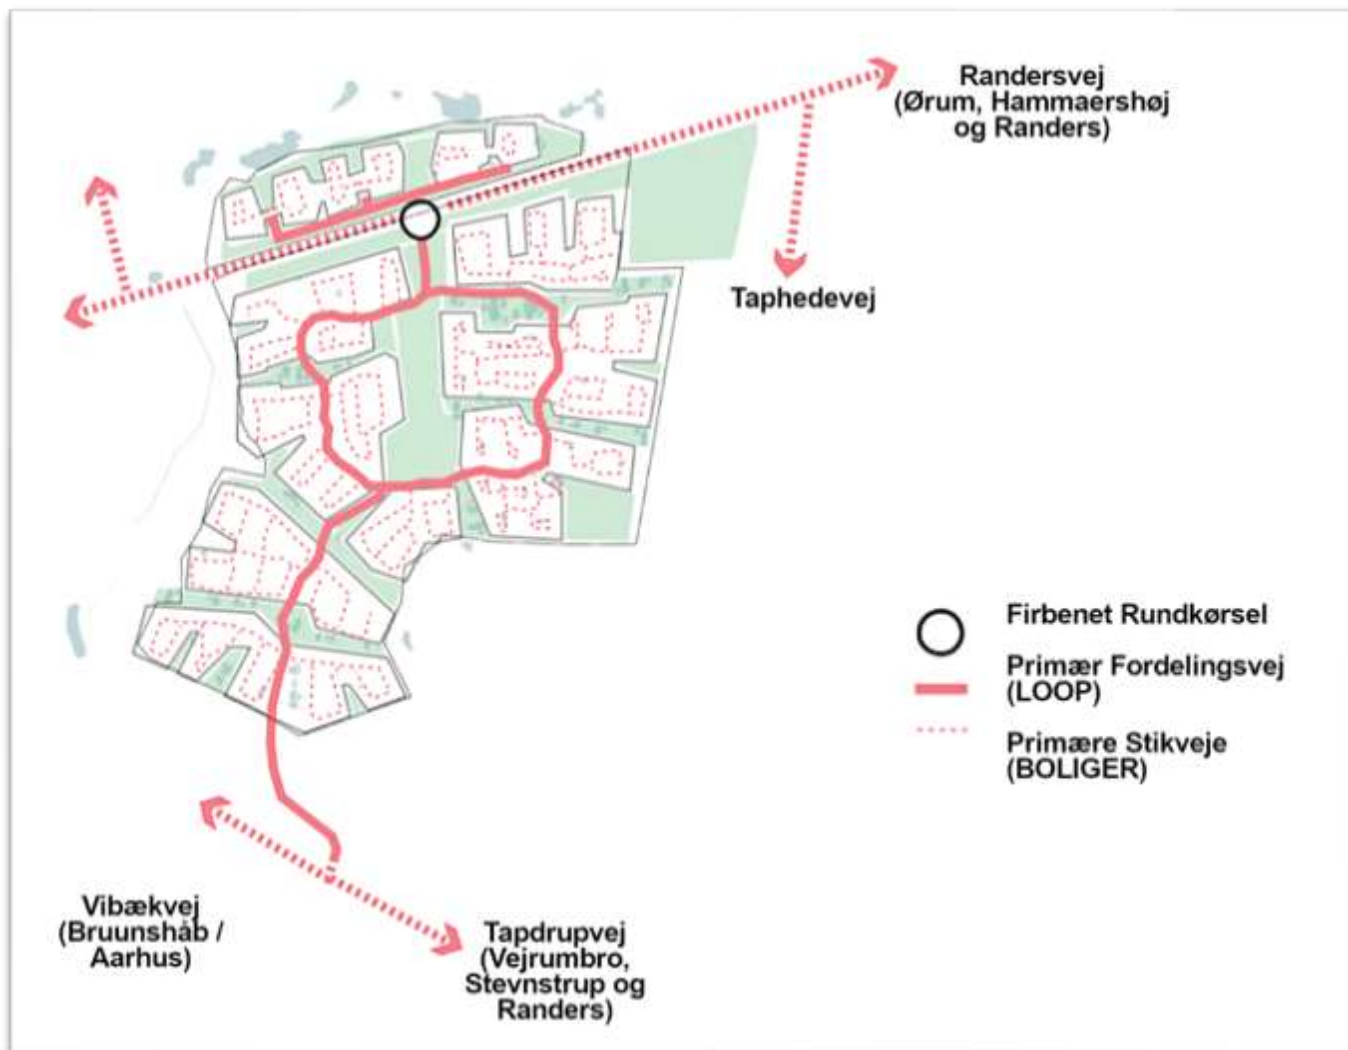 Randersvej
(Ørum, Hammaershøj
og Randers)
Taphedevej
Firbenet Rundkørsel
Primær Fordelingsvej
(LOOP)
Primære Stikveje
(BOLIGER)
Vibækvej
(Bruunshåb /
Aarhus)
Tapdrupvej
(Vejrumbro,
Stevnstrup og
Randers)